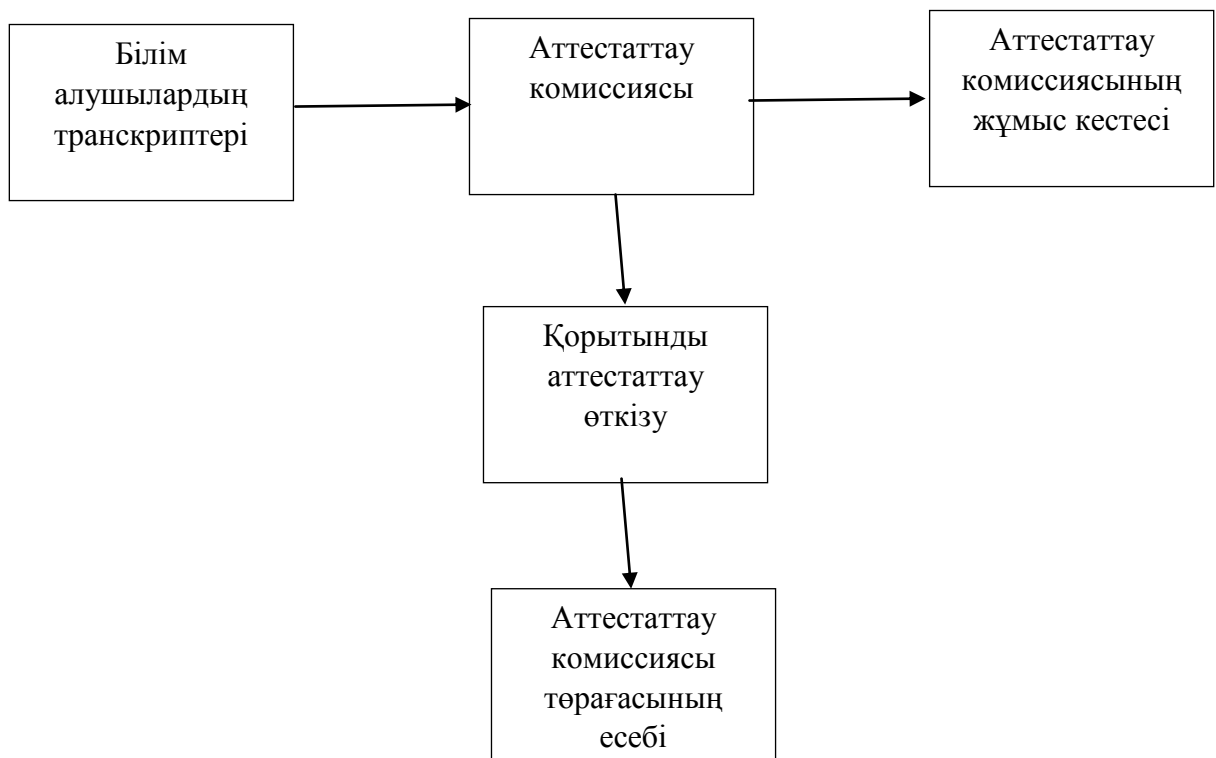 Білім
алушылардың
транскриптері
Аттестаттау
комиссиясы
Аттестаттау
комиссиясының
жұмыс кестесі
Қорытынды
аттестаттау
өткізу
Аттестаттау
комиссиясы
төрағасының
есебі